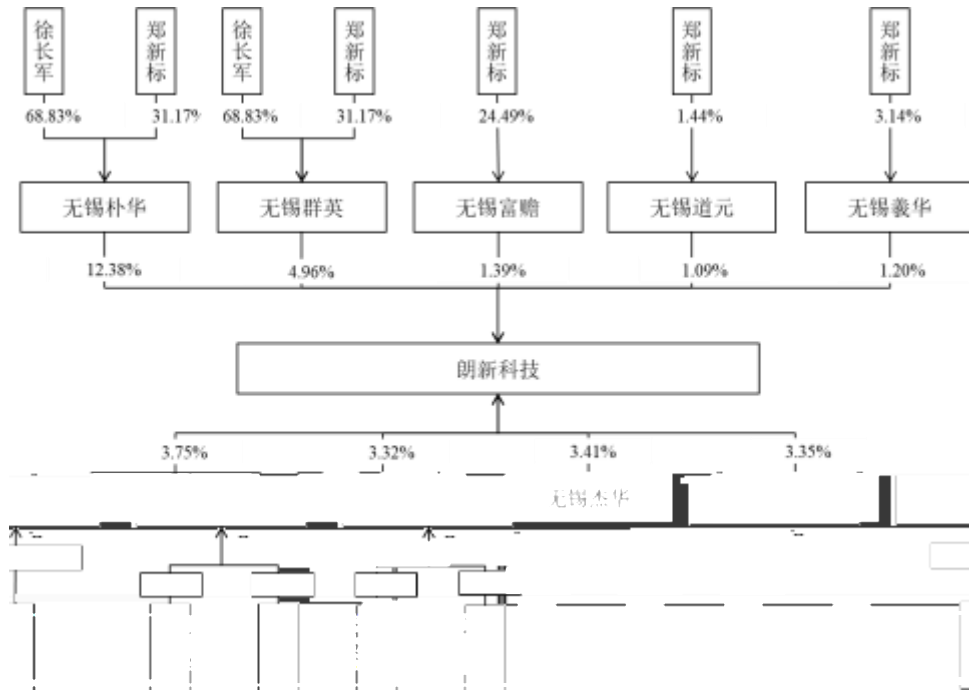 徐长军
郑新标
徐长军
郑新标
郑新标
郑新标
郑新标
68.83%
31.17%
68.83%
31.17%
24.49%
1.44%
3.14%
无锡朴华
无锡群英
无锡富赡
无锡道元
无锡羲华
12.38%
4.96%
1.39%
1.09%
1.20%
朗新科技
3.75%
3.32%
3.41%
3.35%
无锡杰华